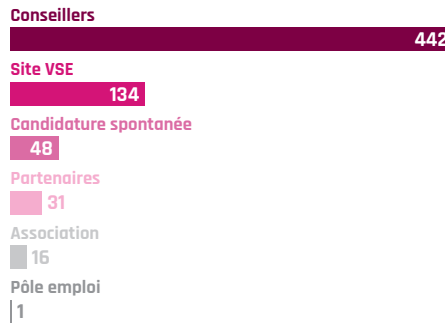 Conseillers
442
Site VSE
134
Candidature spontanée
48
Partenaires
31
Association
16
Pôle emploi
1